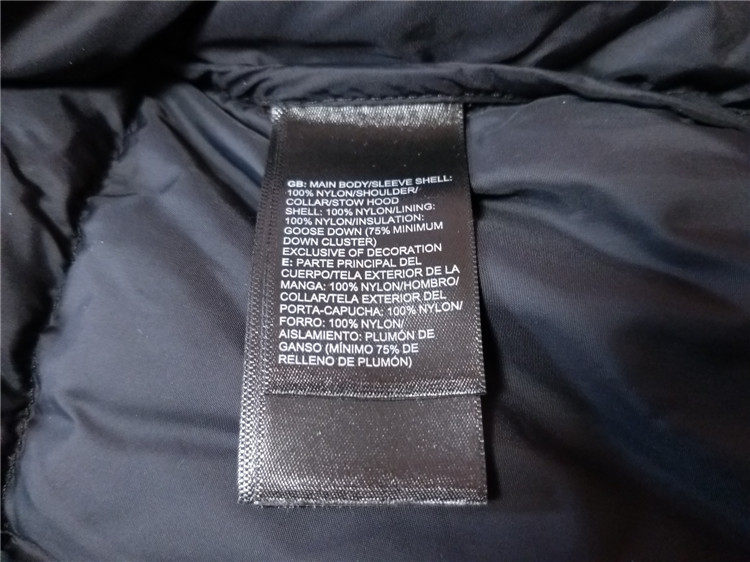 GB: MAIN BODY/SLEEVE SHELL:
100% NYLON/SHOULDER/
COLLAR/STOW HOOD
SHELL: 100% NYLON/LINING:
100% NYLON/INSULATION:
GOOSE DOWN (75% MINIMUM
DOWN CLUSTER)
EXCLUSIVE OF DECORATION
E: PARTE PRINCIPAL DEL
CUERPO/TELA EXTERIOR DE LA
MANGA: 100% NYLON/HOMBRO/
COLLAR/TELA EXTERIOR DEL
PORTA-CAPUCHA: 100% NYLON/
FORRO: 100% NYLON/
AISLAMIENTO: PLUMÓN DE
GANSO (MÍNIMO 75% DE
RELLENO DE PLUMÓN)